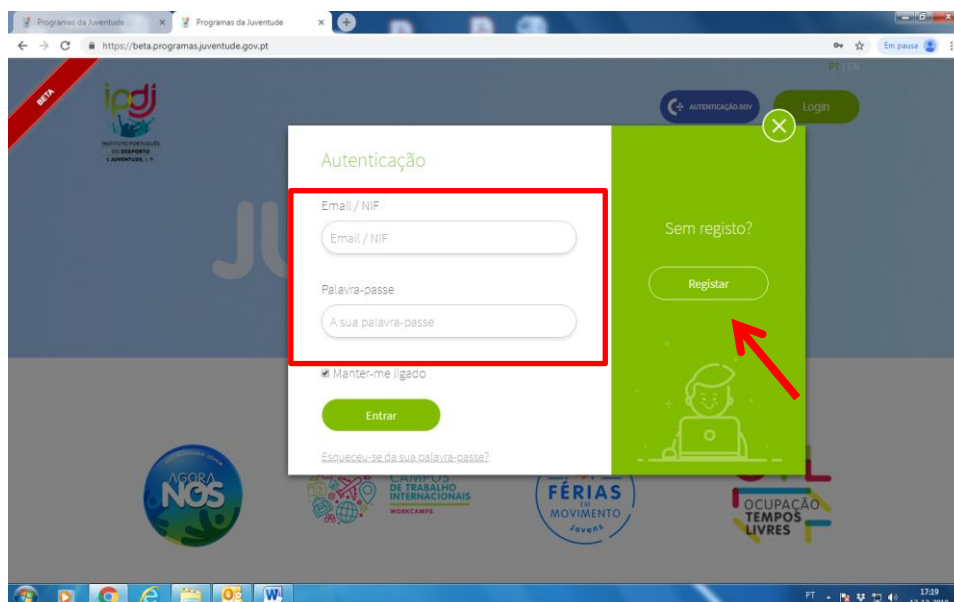 Programas da Juventude
Programas da Juventude
https://beta.programas.juventude.gov.pt
Em pausa
BETA
PT | EN
ipdj
INSTITUTO PORTUGUÊS
DO DESPORTO
E JUVENTUDE, I. P.
AUTENTICAÇÃO GOV
Login
JU
Autenticação
Email / NIF
Email / NIF
Palavra-passe
A sua palavra-passe
Manter-me ligado
Entrar
Esqueceu-se da sua palavra-passe?
Sem registo?
Registar
AGORA
NÓS
CAMPOS
DE TRABALHO
INTERNACIONAIS
WORKCAMPS
FÉRIAS
EM
MOVIMENTO
Jovens
OCUPAÇÃO
TEMPOS
LIVRES
PT
17:19